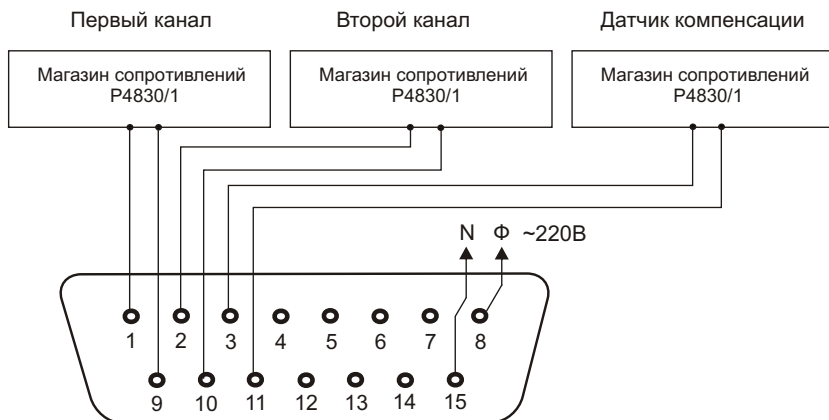 Первый канал
Второй канал
Датчик компенсации
Магазин сопротивлений
Р4830/1
Магазин сопротивлений
Р4830/1
Магазин сопротивлений
Р4830/1
N Ф ~220В
1 2 3 4 5 6 7 8
9 10 11 12 13 14 15